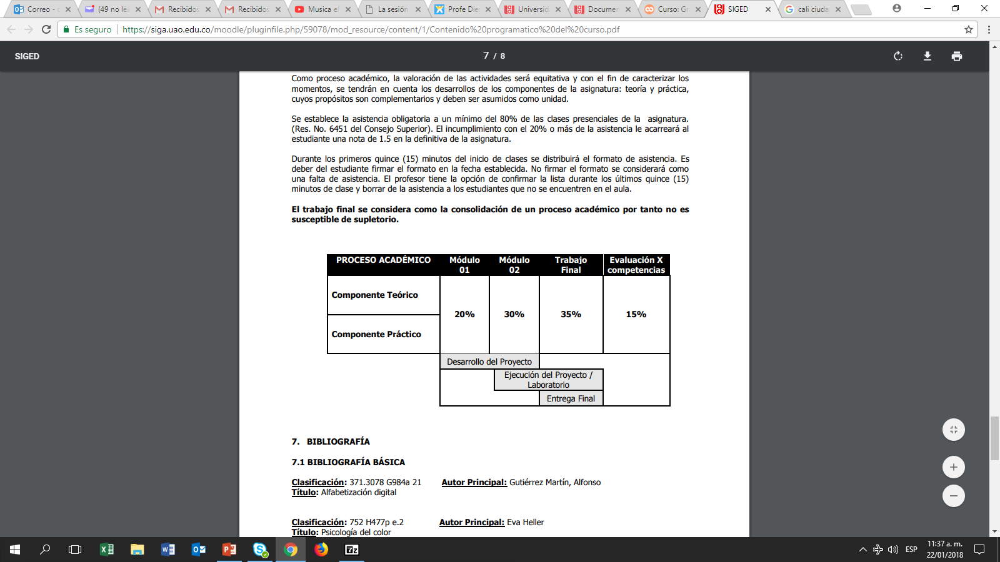 Correo - c
(49 no le
Recibidos
Recibidos
Musica el
La sesión
Profe Die
Universid
Documen
Curso: Gr
SIGED
cali ciuda
Es seguro
https://siga.uao.edu.co/moodle/pluginfile.php/59078/mod_resource/content/1/Contenido%20programatico%20del%20curso.pdf
SIGED
7 / 8
Como proceso académico, la valoración de las actividades será equitativa y con el fin de caracterizar los
momentos, se tendrán en cuenta los desarrollos de los componentes de la asignatura: teoría y práctica,
cuyos propósitos son complementarios y deben ser asumidos como unidad.
Se establece la asistencia obligatoria a un mínimo del 80% de las clases presenciales de la asignatura.
(Res. No. 6451 del Consejo Superior). El incumplimiento con el 20% o más de la asistencia le acarreará al
estudiante una nota de 1.5 en la definitiva de la asignatura.
Durante los primeros quince (15) minutos del inicio de clases se distribuirá el formato de asistencia. Es
deber del estudiante firmar el formato en la fecha establecida. No firmar el formato se considerará como
una falta de asistencia. El profesor tiene la opción de confirmar la lista durante los últimos quince (15)
minutos de clase y borrar de la asistencia a los estudiantes que no se encuentren en el aula.
El trabajo final se considera como la consolidación de un proceso académico por tanto no es
susceptible de supletorio.
PROCESO ACADÉMICO
Módulo
01
Módulo
02
Trabajo
Final
Evaluación X
competencias
Componente Teórico
Componente Práctico
20%
30%
35%
15%
Desarrollo del Proyecto
Ejecución del Proyecto /
Laboratorio
Entrega Final
7. BIBLIOGRAFÍA
7.1 BIBLIOGRAFÍA BÁSICA
Clasificación: 371.3078 G984a 21 Autor Principal: Gutiérrez Martín, Alfonso
Título: Alfabetización digital
Clasificación: 752 H477p e.2 Autor Principal: Eva Heller
Título: Psicología del color
ESP
11:37 a. m.
22/01/2018